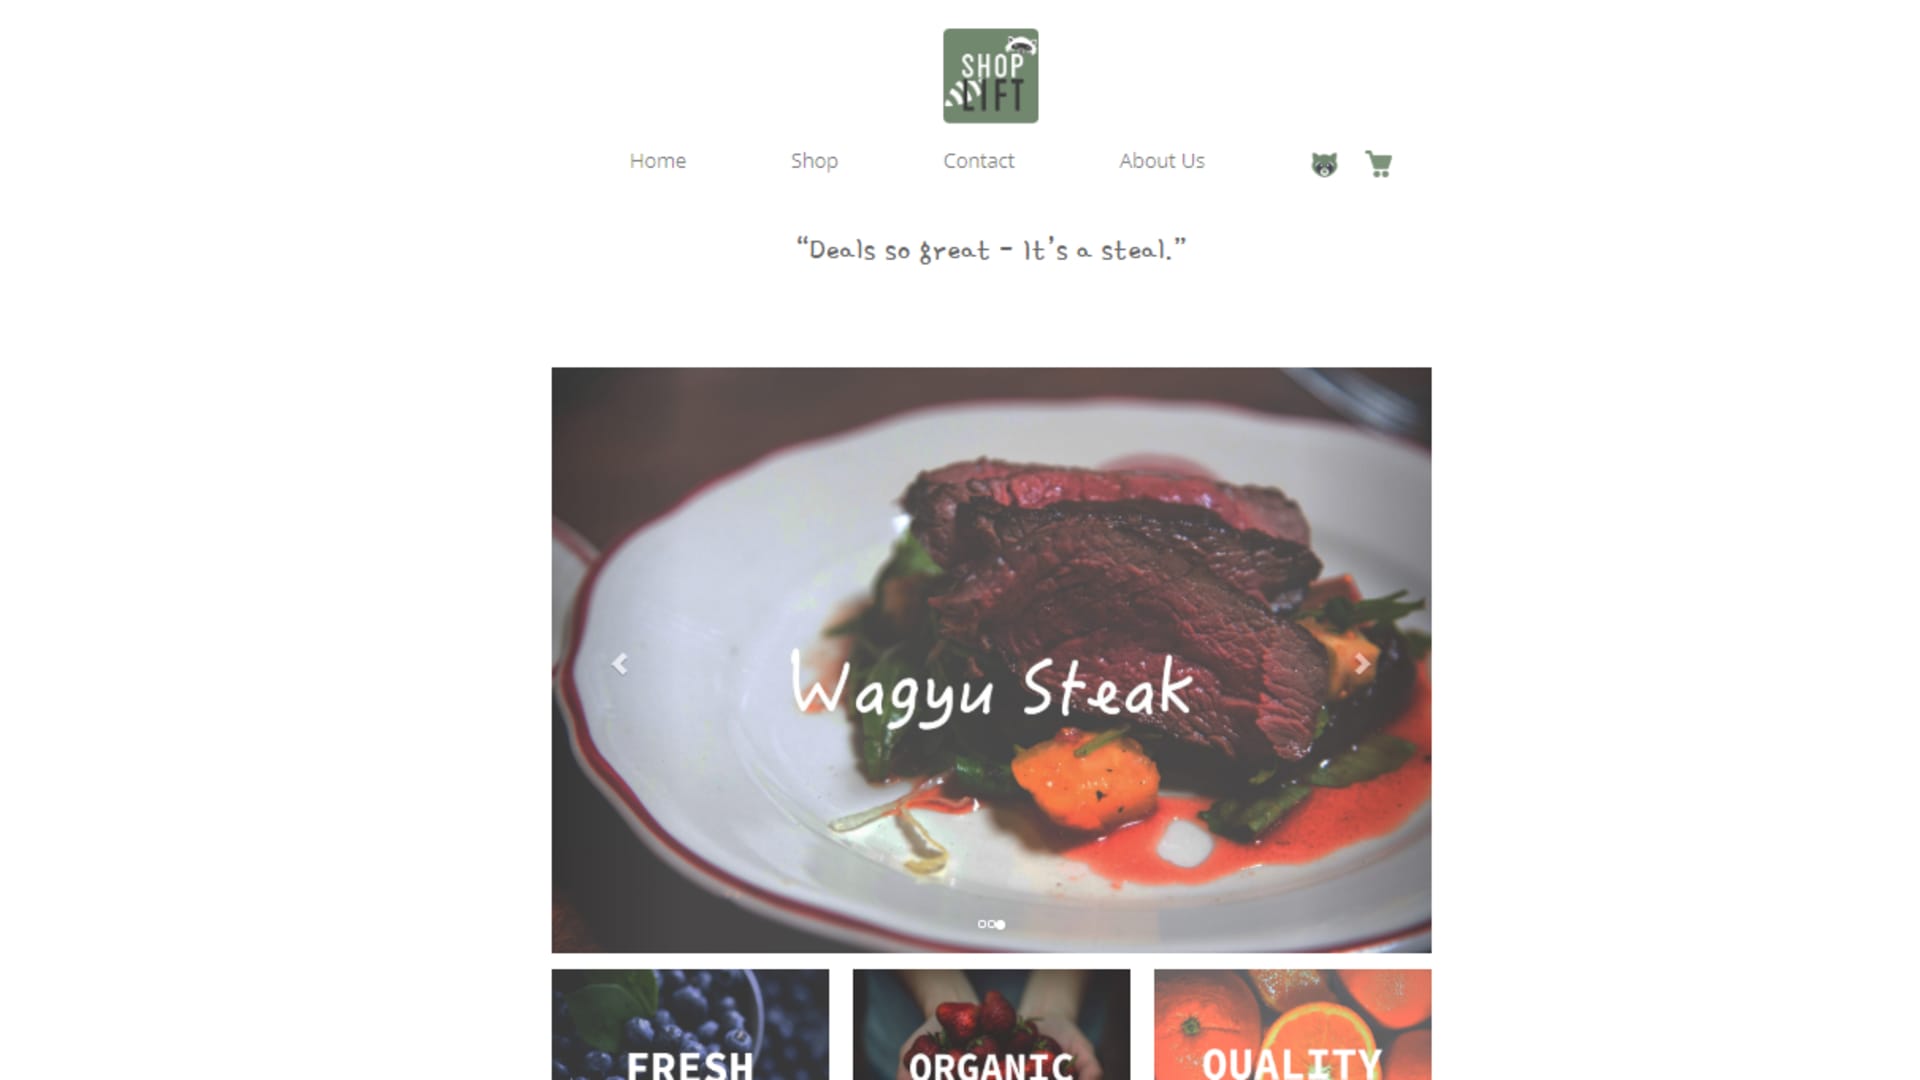 SHOP
LIFT
Home Shop Contact About Us
“Deals so great - It's a steal.”
Wagyu Steak
FRESH ORGANIC QUALITY